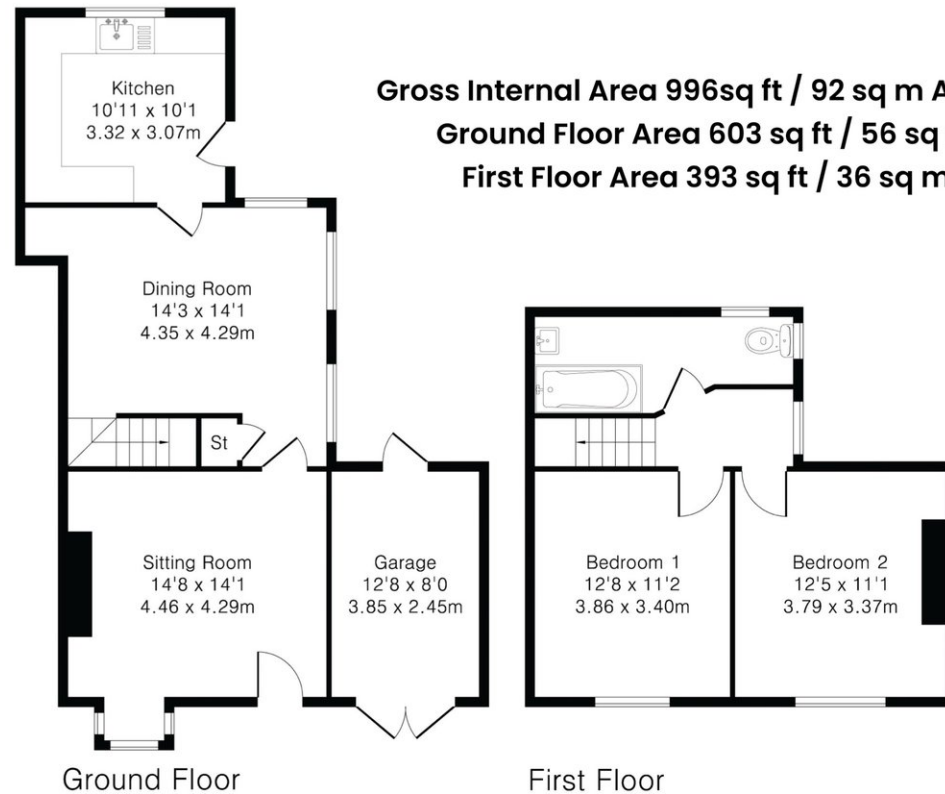 Gross Internal Area 996sq ft / 92 sq m
Ground Floor Area 603 sq ft / 56 sq
First Floor Area 393 sq ft / 36 sq m
Kitchen
10'11 x 10'1
3.32 x 3.07m
Dining Room
14'3 x 14'1
4.35 x 4.29m
St
Sitting Room
14'8 x 14'1
4.46 x 4.29m
Garage
12'8 x 8'0
3.85 x 2.45m
Ground Floor
Bedroom 1
12'8 x 11'2
3.86 x 3.40m
Bedroom 2
12'5 x 11'1
3.79 x 3.37m
First Floor